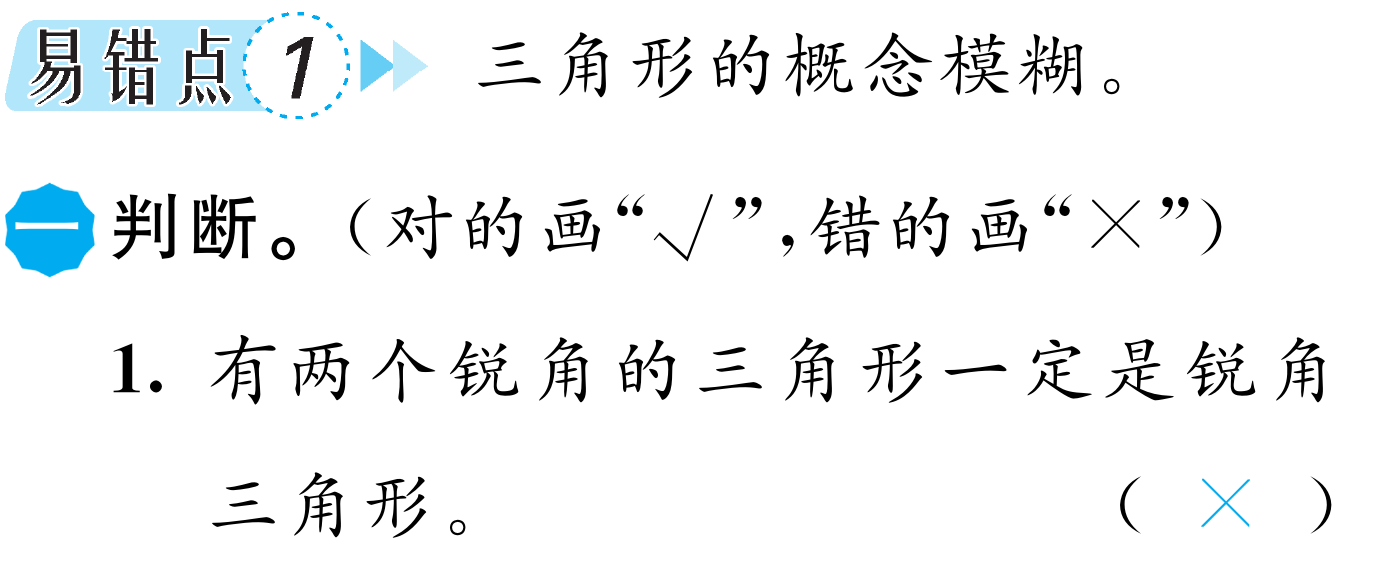 易错点1 三角形的概念模糊。
一 判断。(对的画“√”,错的画“×”)
1. 有两个锐角的三角形一定是锐角
三角形。 ( × )